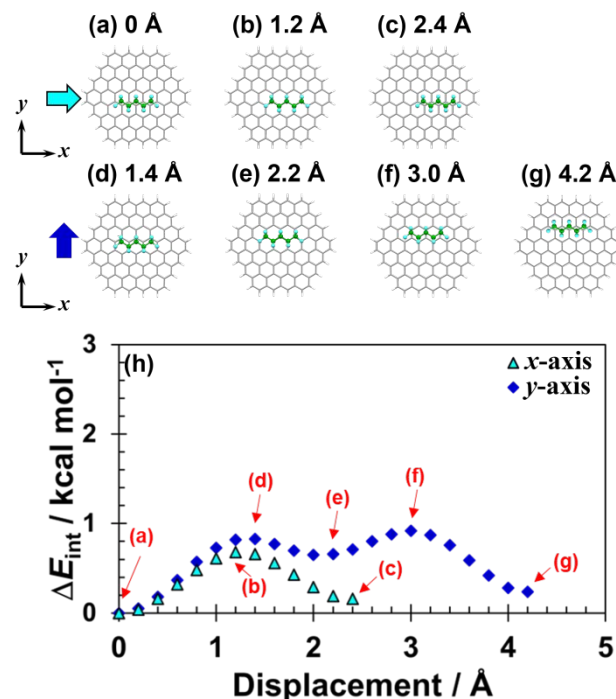 (a) 0 Å (b) 1.2 Å (c) 2.4 Å
y
x
(d) 1.4 Å (e) 2.2 Å (f) 3.0 Å (g) 4.2 Å
y
x
(h)
x-axis
y-axis
ΔEint / kcal mol⁻¹
3
2
1
0
(a)
(b)
(c)
(d)
(e)
(f)
(g)
0 1 2 3 4 5
Displacement / Å